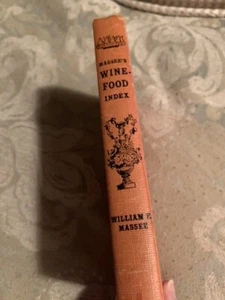 MASSEE'S
WINE-
FOOD
INDEX
WILLIAM E.
MASSEE